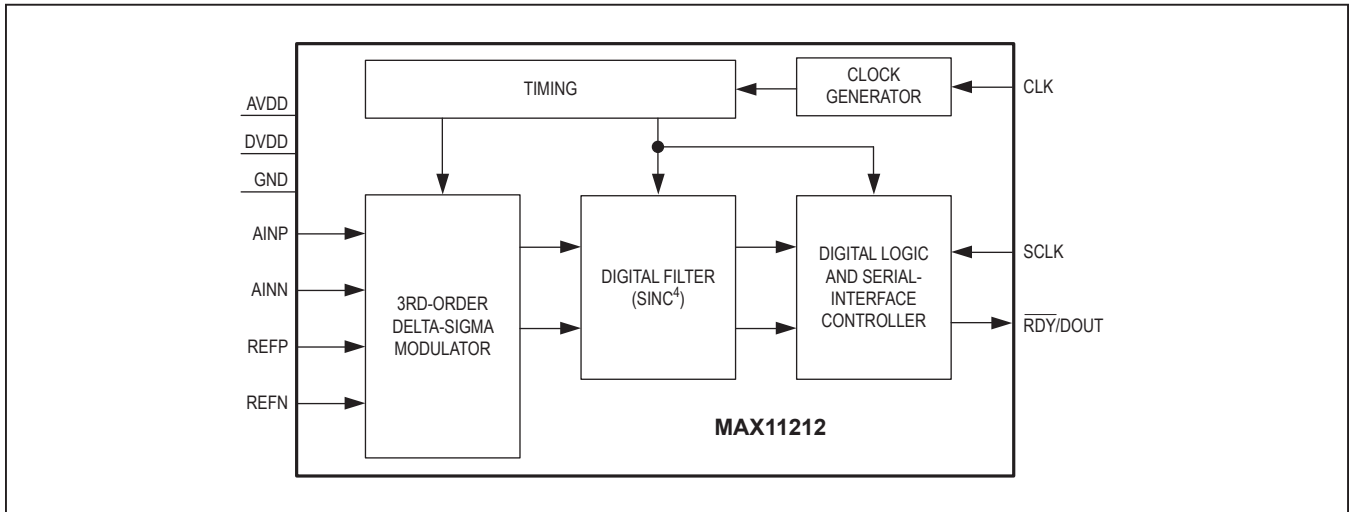 TIMING
CLOCK
GENERATOR
CLK
AVDD
DVDD
GND
AINP
AINN
REFP
REFN
3RD-ORDER
DELTA-SIGMA
MODULATOR
DIGITAL FILTER
(SINC⁴)
DIGITAL LOGIC
AND SERIAL-
INTERFACE
CONTROLLER
SCLK
R̅D̅Y̅/DOUT
MAX11212